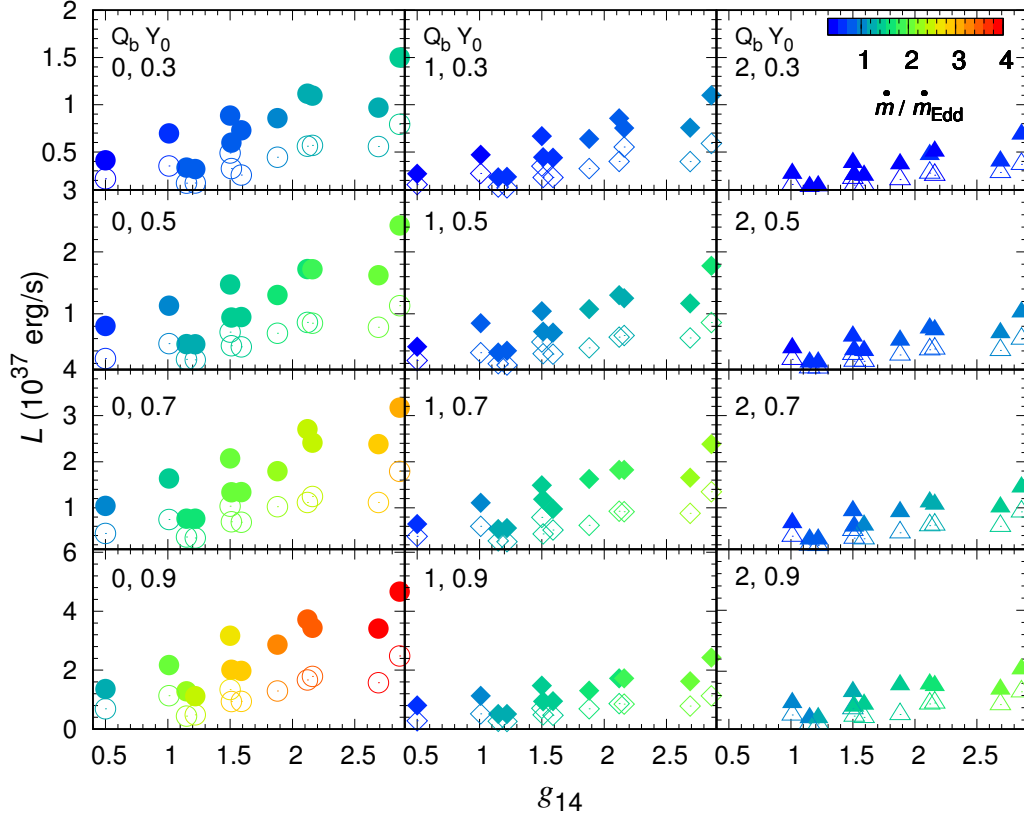 Q_b Y_0 Q_b Y_0 Q_b Y_0
0, 0.3 1, 0.3 2, 0.3
1 2 3 4
ṁ / ṁ_Edd
2
1.5
1
0.5
3
0, 0.5 1, 0.5 2, 0.5
2
1
4
0, 0.7 1, 0.7 2, 0.7
3
2
1
6
0, 0.9 1, 0.9 2, 0.9
4
2
0
L (10^37 erg/s)
0.5 1 1.5 2 2.5 0.5 1 1.5 2 2.5 0.5 1 1.5 2 2.5
g_14